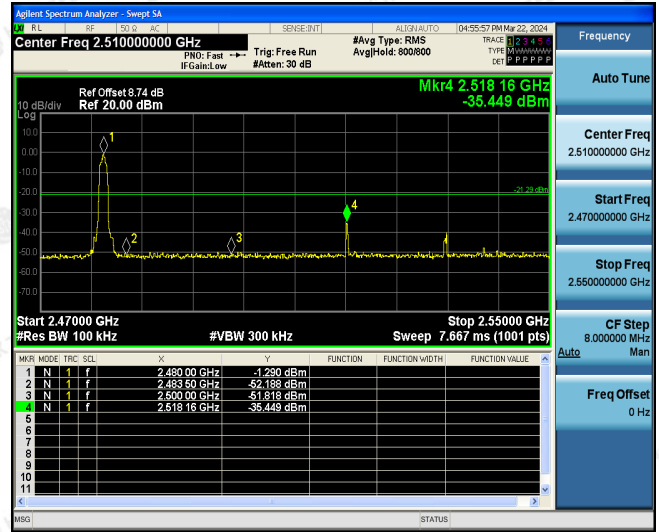 Agilent Spectrum Analyzer - Swept SA
RL RF 50 Ω AC SENSE:INT ALIGN AUTO 04:55:57 PM Mar 22, 2024
Center Freq 2.510000000 GHz
PNO: Fast
IFGain:Low
Trig: Free Run
#Atten: 30 dB
#Avg Type: RMS
Avg|Hold: 800/800
TRACE 1 2 3 4 5 6
TYPE MWWWWW
DET P P P P P P
Mkr4 2.518 16 GHz
-35.449 dBm
Ref Offset 8.74 dB
10 dB/div Ref 20.00 dBm
Log
10.0
0.00
-10.0
-20.0
-30.0
-40.0
-50.0
-60.0
-70.0
1
2
3
4
-21.29 dBm
Start 2.47000 GHz Stop 2.55000 GHz
#Res BW 100 kHz #VBW 300 kHz Sweep 7.667 ms (1001 pts)
MKR MODE TRC SCL X Y FUNCTION FUNCTION WIDTH FUNCTION VALUE
1 N 1 f 2.480 00 GHz -1.290 dBm
2 N 1 f 2.483 50 GHz -52.188 dBm
3 N 1 f 2.500 00 GHz -51.818 dBm
4 N 1 f 2.518 16 GHz -35.449 dBm
5
6
7
8
9
10
11
MSG STATUS
Frequency
Auto Tune
Center Freq
2.510000000 GHz
Start Freq
2.470000000 GHz
Stop Freq
2.550000000 GHz
CF Step
8.000000 MHz
Auto Man
Freq Offset
0 Hz